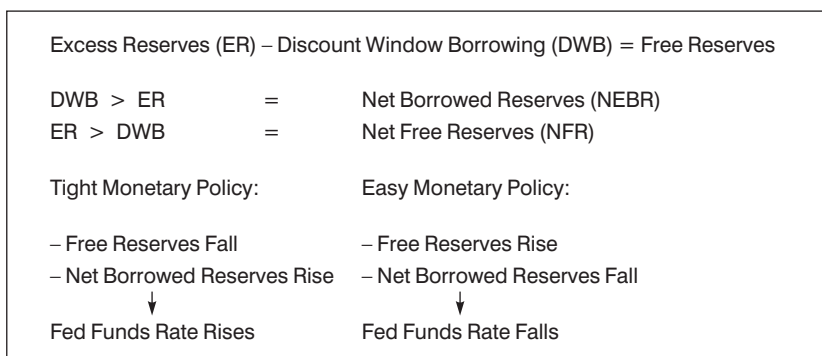 Excess Reserves (ER) – Discount Window Borrowing (DWB) = Free Reserves
DWB > ER = Net Borrowed Reserves (NEBR)
ER > DWB = Net Free Reserves (NFR)
Tight Monetary Policy: Easy Monetary Policy:
– Free Reserves Fall – Free Reserves Rise
– Net Borrowed Reserves Rise – Net Borrowed Reserves Fall
Fed Funds Rate Rises Fed Funds Rate Falls